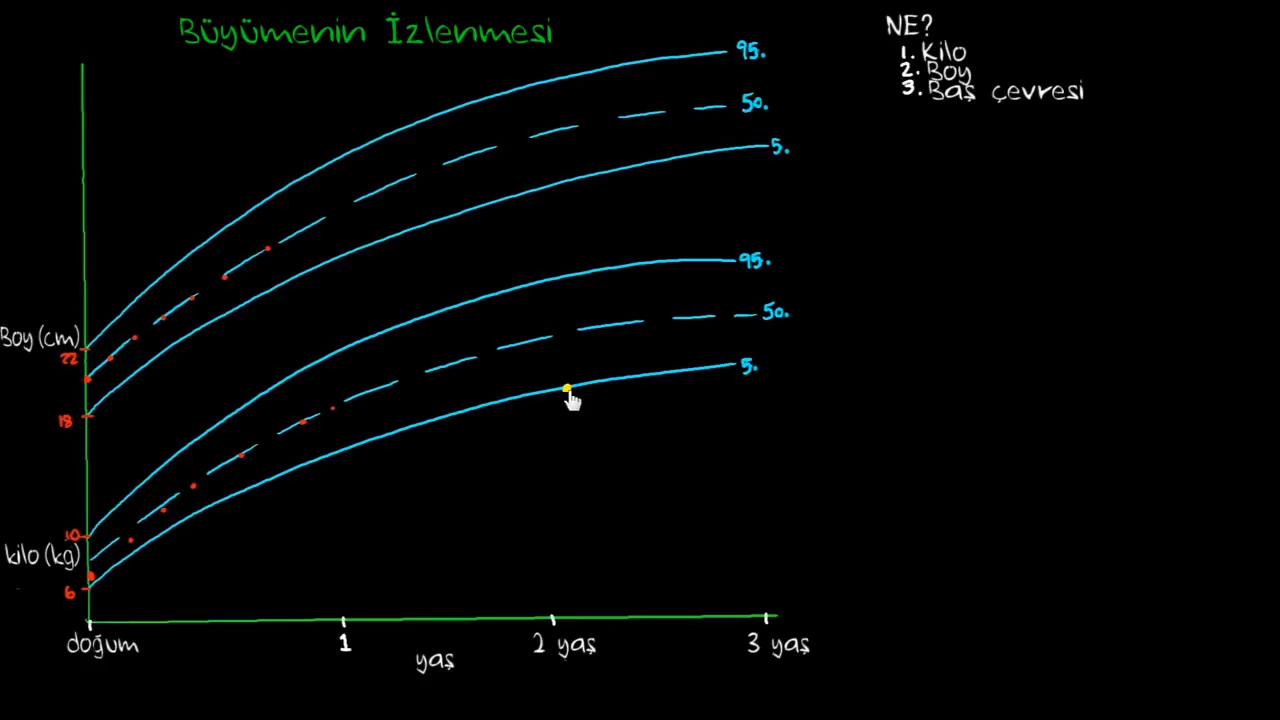 Büyümenin İzlenmesi
NE?
1. Kilo
2. Boy
3. Baş çevresi
95.
50.
5.
95.
50.
5.
Boy (cm)
22
18
10
kilo (kg)
6
doğum
1
2 yaş
3 yaş
yaş